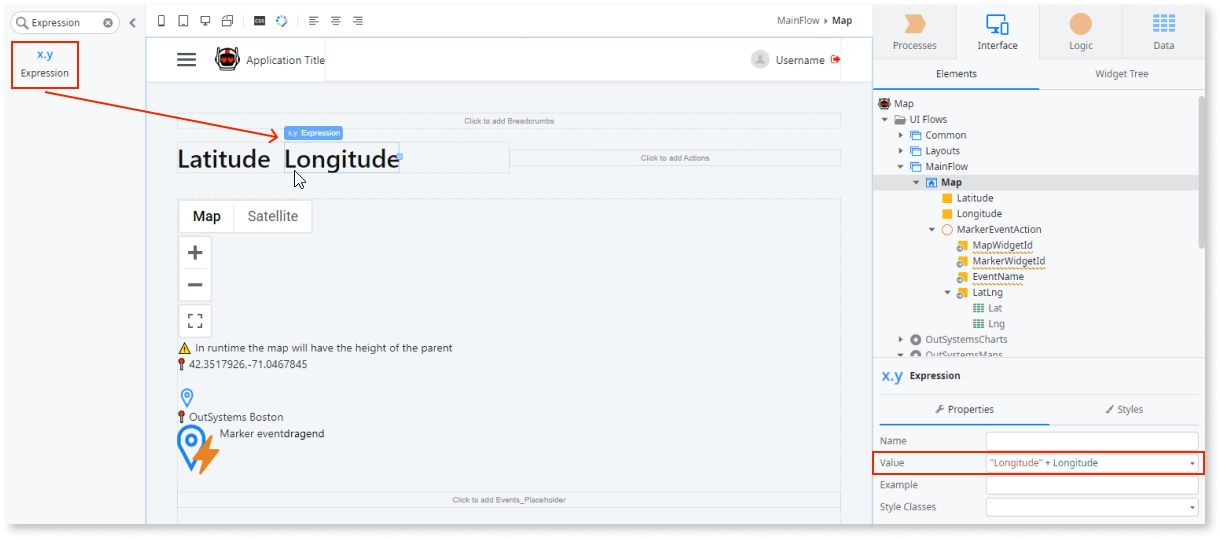 Expression
x.y
Expression
css
MainFlow ▸ Map
Application Title
Username
Click to add Breadcrumbs
x.y Expression
Latitude Longitude
Click to add Actions
Map Satellite
In runtime the map will have the height of the parent
42.3517926,-71.0467845
OutSystems Boston
Marker eventdragend
Click to add Events_Placeholder
Processes
Interface
Logic
Data
Elements
Widget Tree
Map
UI Flows
Common
Layouts
MainFlow
Map
Latitude
Longitude
MarkerEventAction
MapWidgetId
MarkerWidgetId
EventName
LatLng
Lat
Lng
OutSystemsCharts
OutSystemsMaps
x.y Expression
Properties
Styles
Name
Value "Longitude" + Longitude
Example
Style Classes